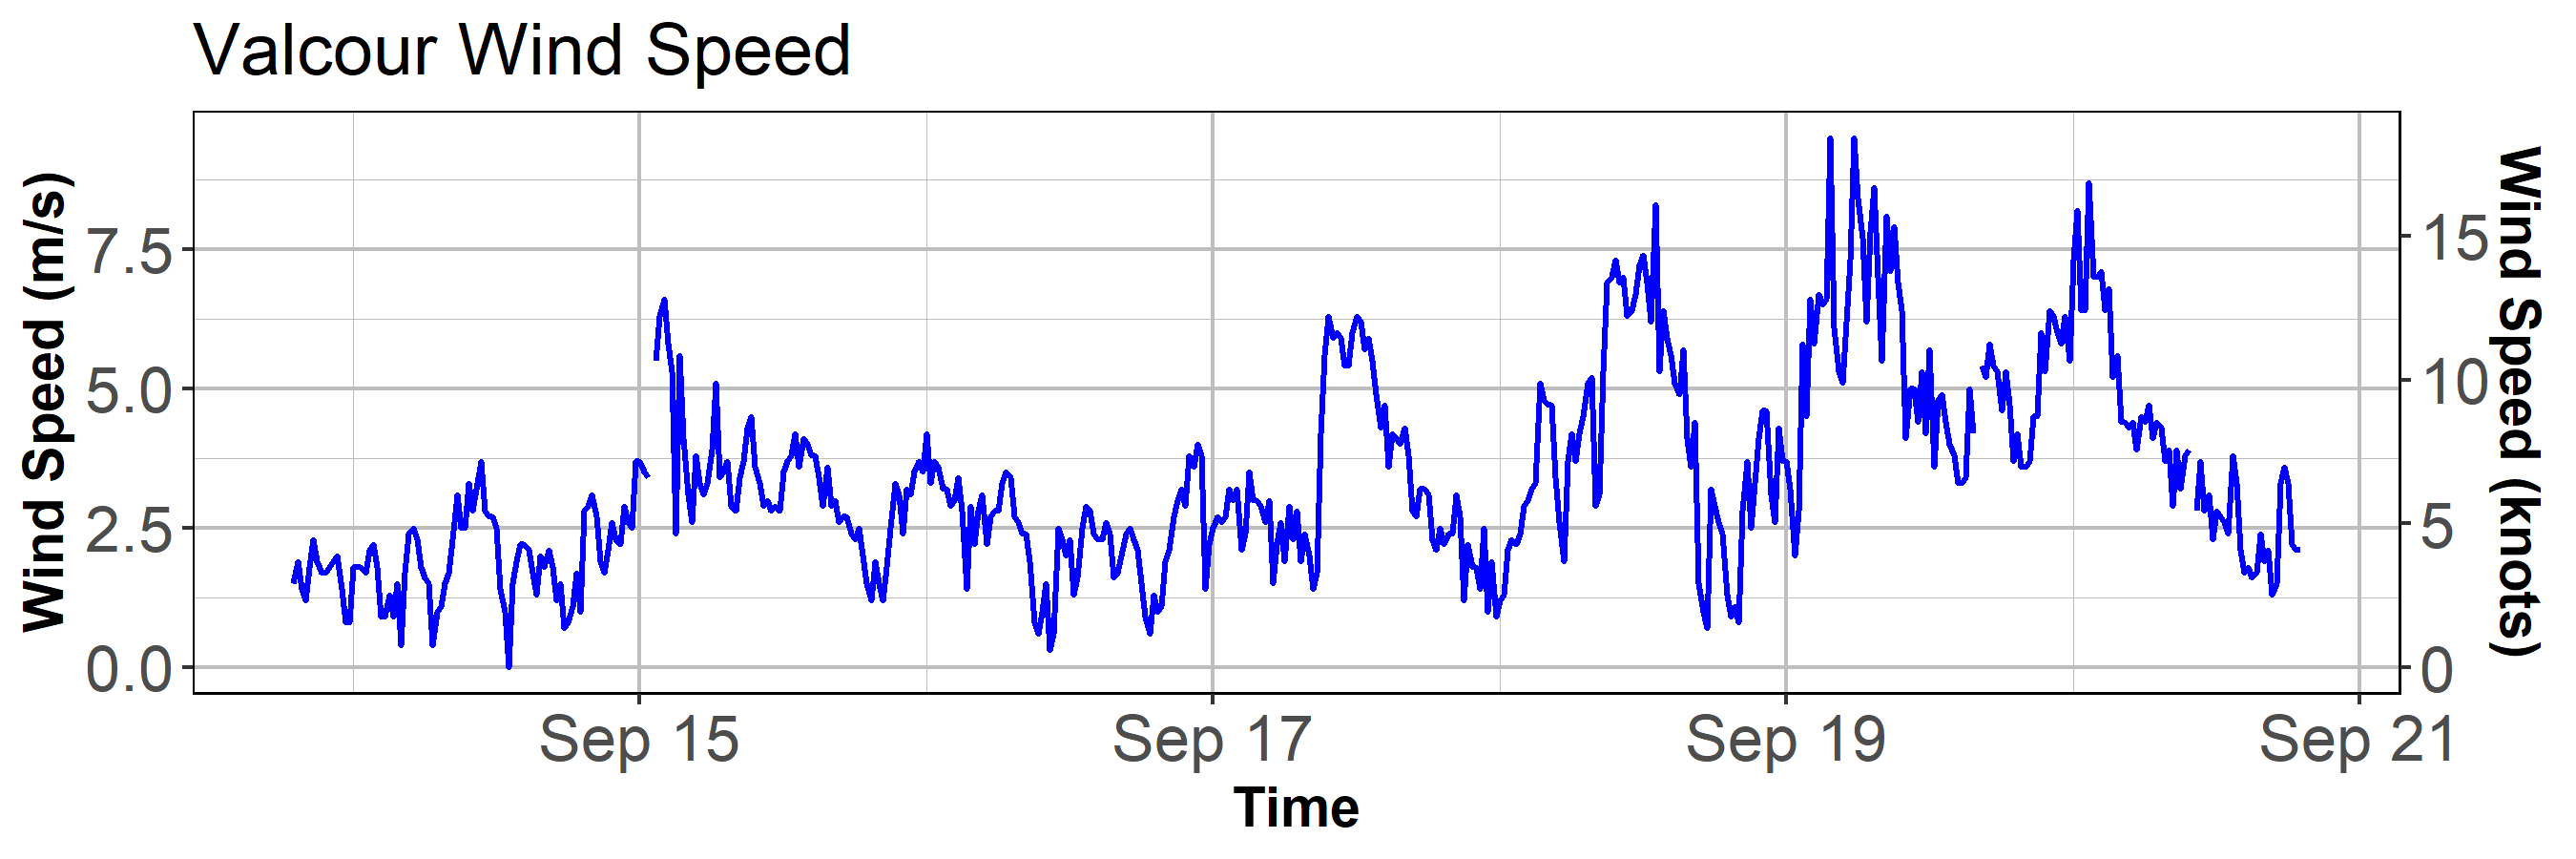 Valcour Wind Speed
Wind Speed (m/s)
7.5
5.0
2.5
0.0
15
10
5
0
Wind Speed (knots)
Sep 15
Sep 17
Sep 19
Sep 21
Time